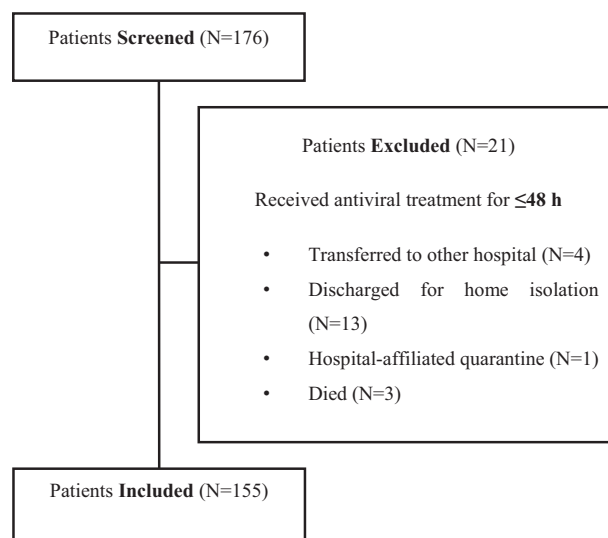 Patients Screened (N=176)
Patients Excluded (N=21)
Received antiviral treatment for ≤48 h
• Transferred to other hospital (N=4)
• Discharged for home isolation
(N=13)
• Hospital-affiliated quarantine (N=1)
• Died (N=3)
Patients Included (N=155)